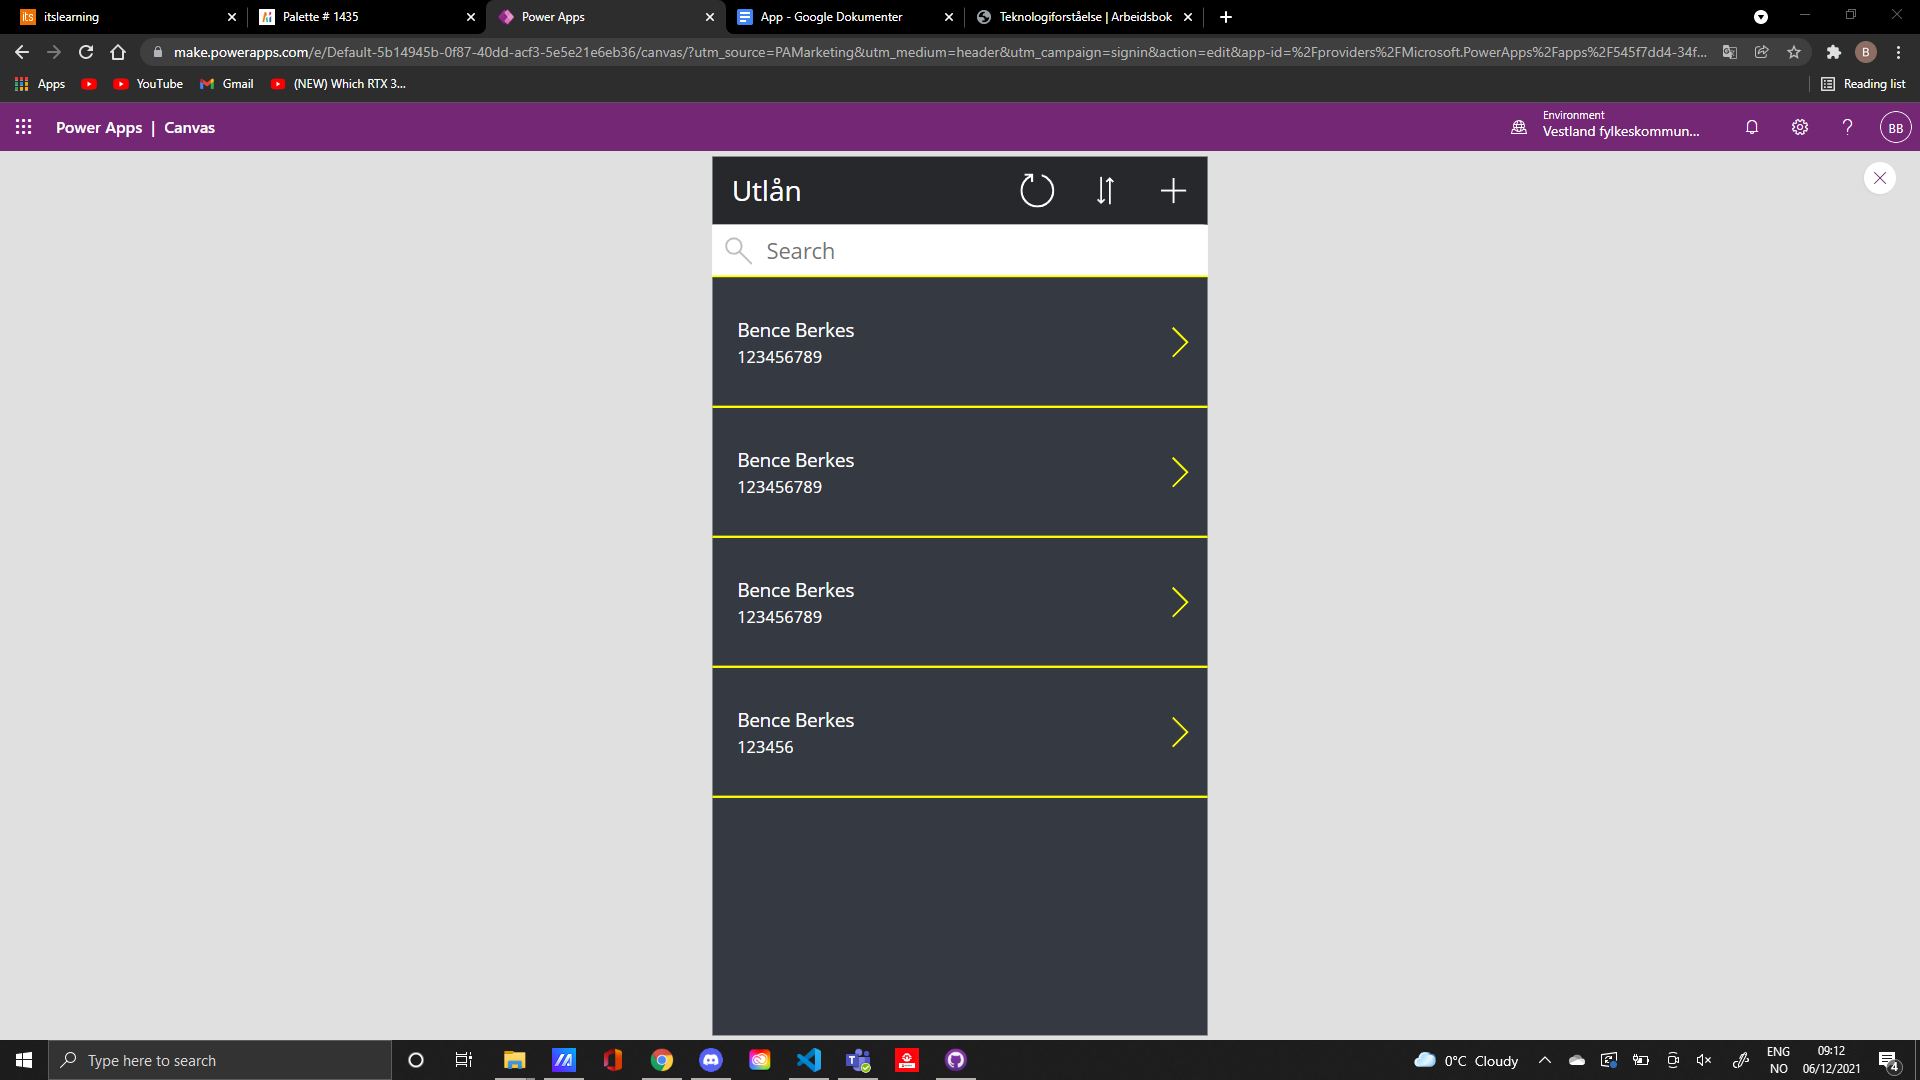 itslearning
Palette # 1435
Power Apps
App - Google Dokumenter
Teknologiforståelse | Arbeidsbok
make.powerapps.com/e/Default-5b14945b-0f87-40dd-acf3-5e5e21e6eb36/canvas/?utm_source=PAMarketing&utm_medium=header&utm_campaign=signin&action=edit&app-id=%2Fproviders%2FMicrosoft.PowerApps%2Fapps%2F545f7dd4-34f...
B
Apps
YouTube
Gmail
(NEW) Which RTX 3...
Reading list
Power Apps | Canvas
Environment
Vestland fylkeskommun...
BB
Utlån
Search
Bence Berkes
123456789
Bence Berkes
123456789
Bence Berkes
123456789
Bence Berkes
123456
Type here to search
0°C Cloudy
ENG
NO
09:12
06/12/2021
4